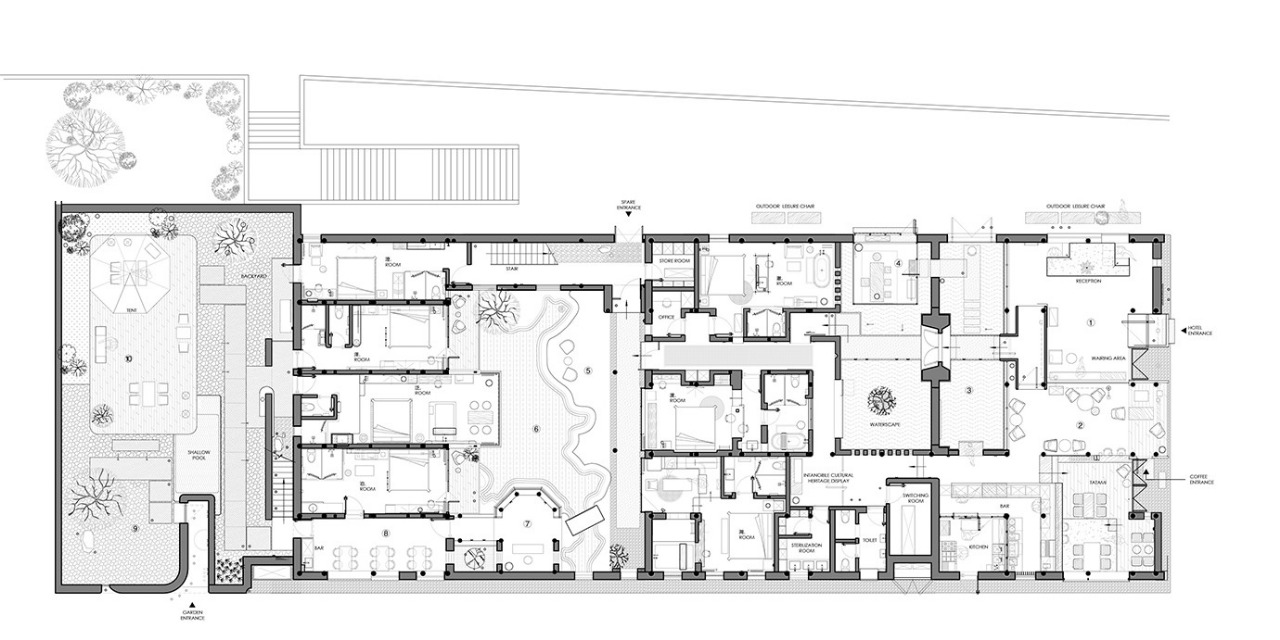 SPARE
ENTRANCE
OUTDOOR LEISURE CHAIR
OUTDOOR LEISURE CHAIR
ROOM
STAIR
STORE ROOM
ROOM
④
BACKYARD
RECEPTION
TENT
OFFICE
①
HOTEL
ENTRANCE
⑩
ROOM
WAIRING AREA
⑤
③
ROOM
ROOM
②
WATERSCAPE
⑥
SHALLOW
POOL
INTANGIBLE CULTURAL
HERITAGE DISPLAY
COFFEE
ENTRANCE
TATAMI
ROOM
SWITCHING
ROOM
BAR
⑨
⑦
⑧
ROOM
TOILET
BAR
STERILIZATION
ROOM
KITCHEN
GARDEN
ENTRANCE